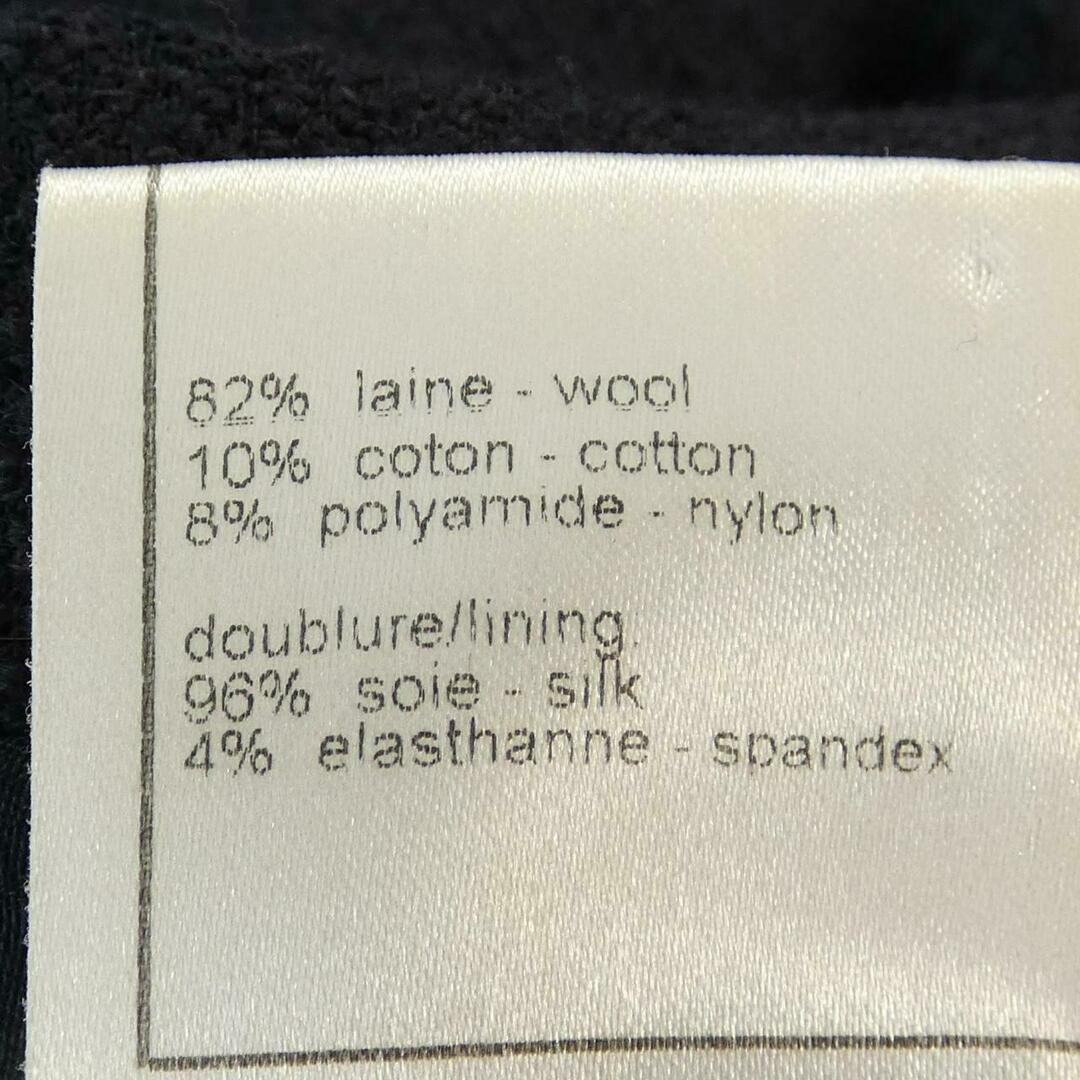 82% laine - wool
10% coton - cotton
8% polyamide - nylon
doublure/lining:
96% soie - silk
4% elasthanne - spandex